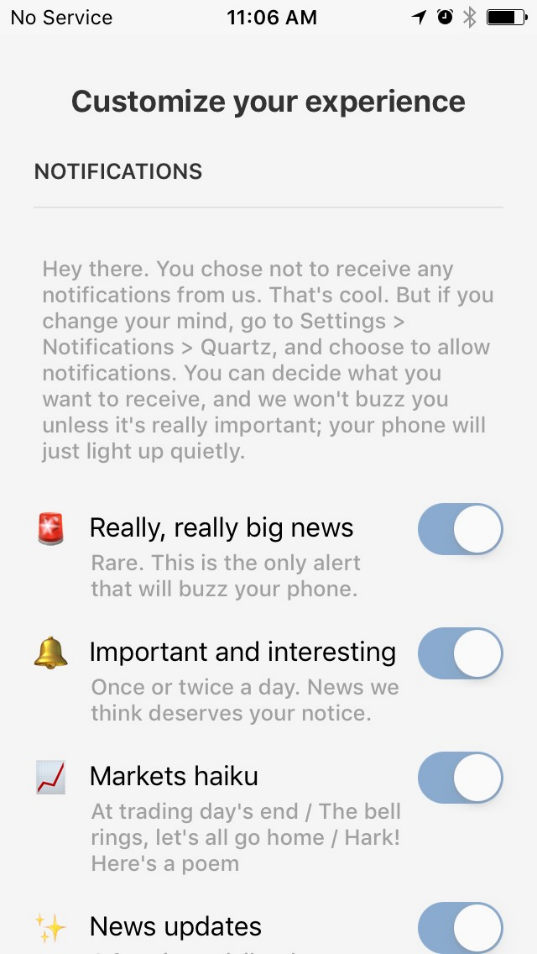 No Service 11:06 AM
Customize your experience
NOTIFICATIONS
Hey there. You chose not to receive any
notifications from us. That's cool. But if you
change your mind, go to Settings >
Notifications > Quartz, and choose to allow
notifications. You can decide what you
want to receive, and we won't buzz you
unless it's really important; your phone will
just light up quietly.
Really, really big news
Rare. This is the only alert
that will buzz your phone.
Important and interesting
Once or twice a day. News we
think deserves your notice.
Markets haiku
At trading day's end / The bell
rings, let's all go home / Hark!
Here's a poem
News updates